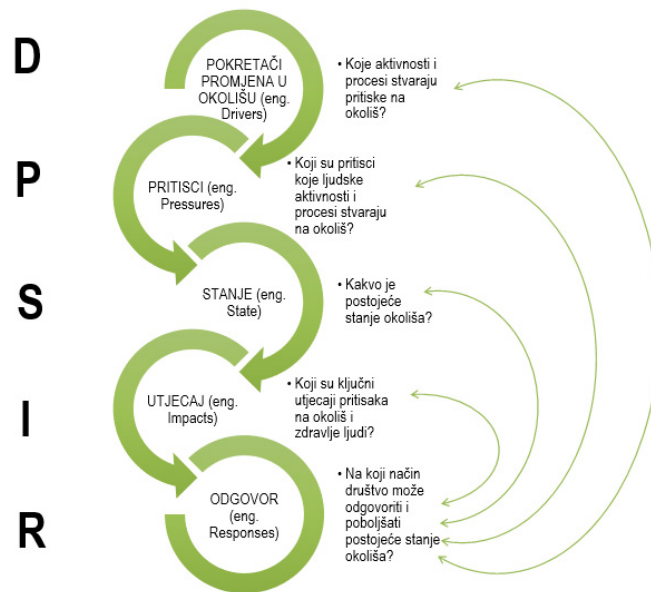 D
POKRETAČI
PROMJENA U
OKOLIŠU (eng.
Drivers)
• Koje aktivnosti i
procesi stvaraju
pritiske na
okoliš?
P
PRITISCI (eng.
Pressures)
• Koji su pritisci
koje ljudske
aktivnosti i
procesi stvaraju
na okoliš?
S
STANJE (eng.
State)
• Kakvo je
postojeće
stanje okoliša?
I
UTJECAJ (eng.
Impacts)
• Koji su ključni
utjecaji pritisaka
na okoliš i
zdravlje ljudi?
R
ODGOVOR
(eng.
Responses)
• Na koji način
društvo može
odgovoriti i
poboljšati
postojeće stanje
okoliša?